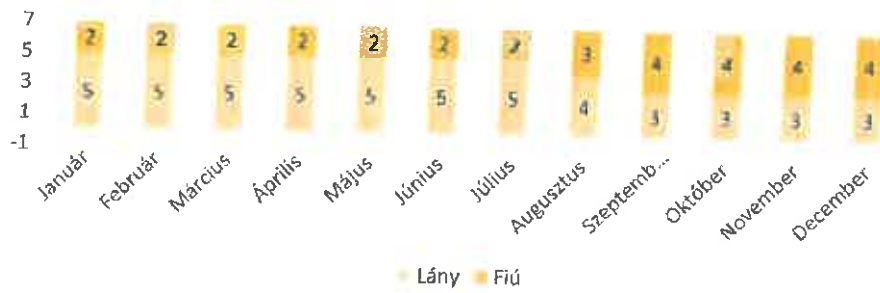 7
5
3
1
-1
2 2 2 2 2 2 2 3 4 4 4 4
5 5 5 5 5 5 5 4 3 3 3 3
Január Február Március Április Május Június Július Augusztus Szeptemb... Október November December
Lány Fiú